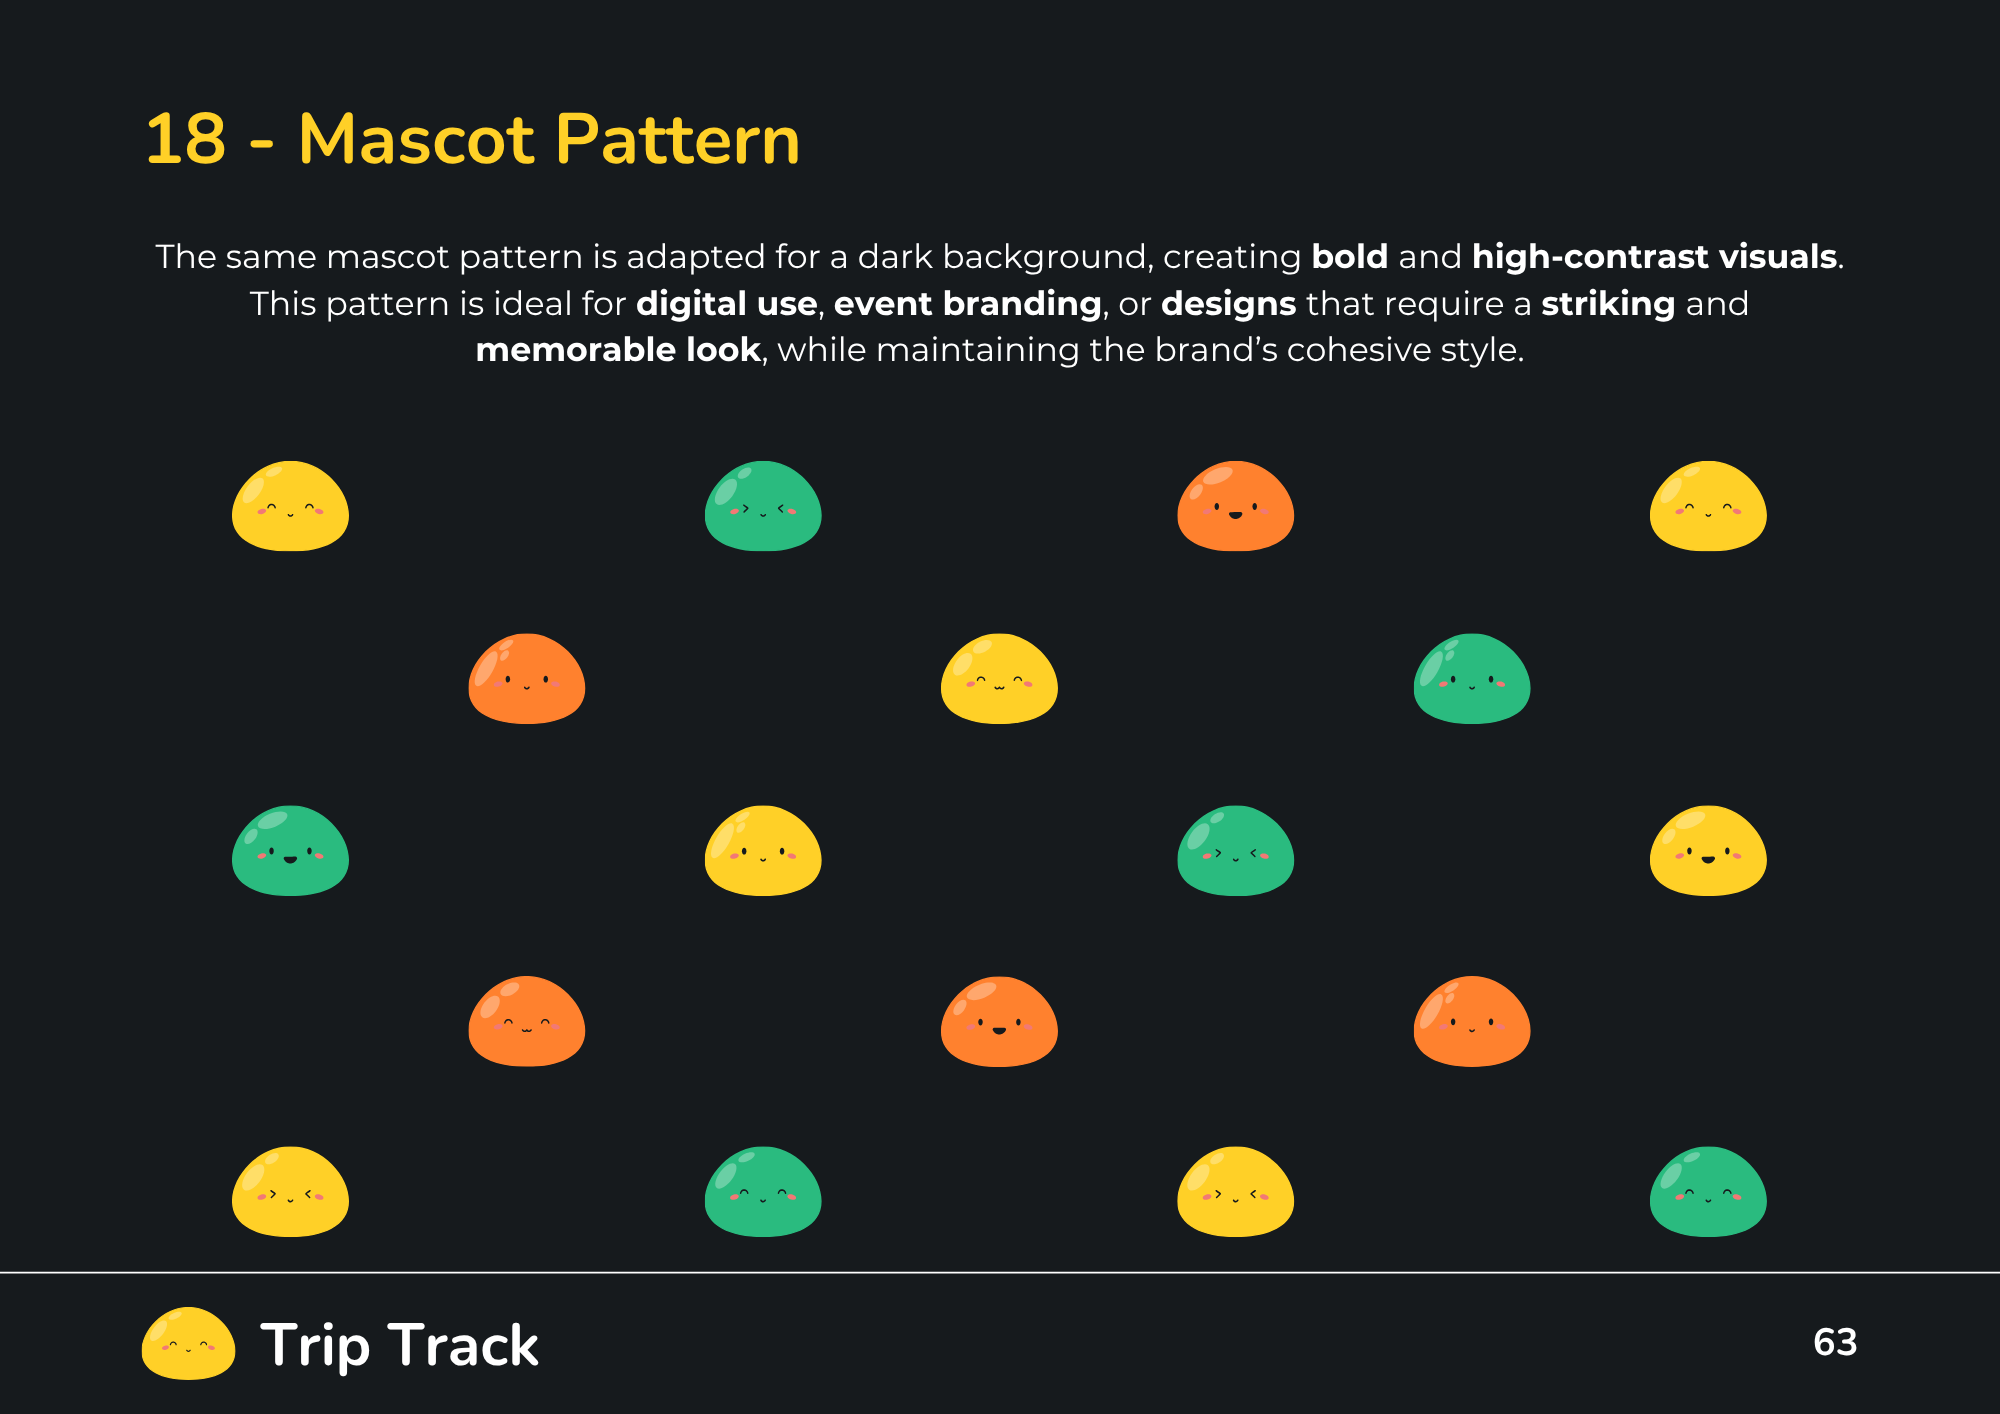 18 - Mascot Pattern
The same mascot pattern is adapted for a dark background, creating bold and high-contrast visuals.
This pattern is ideal for digital use, event branding, or designs that require a striking and
memorable look, while maintaining the brand’s cohesive style.
Trip Track
63